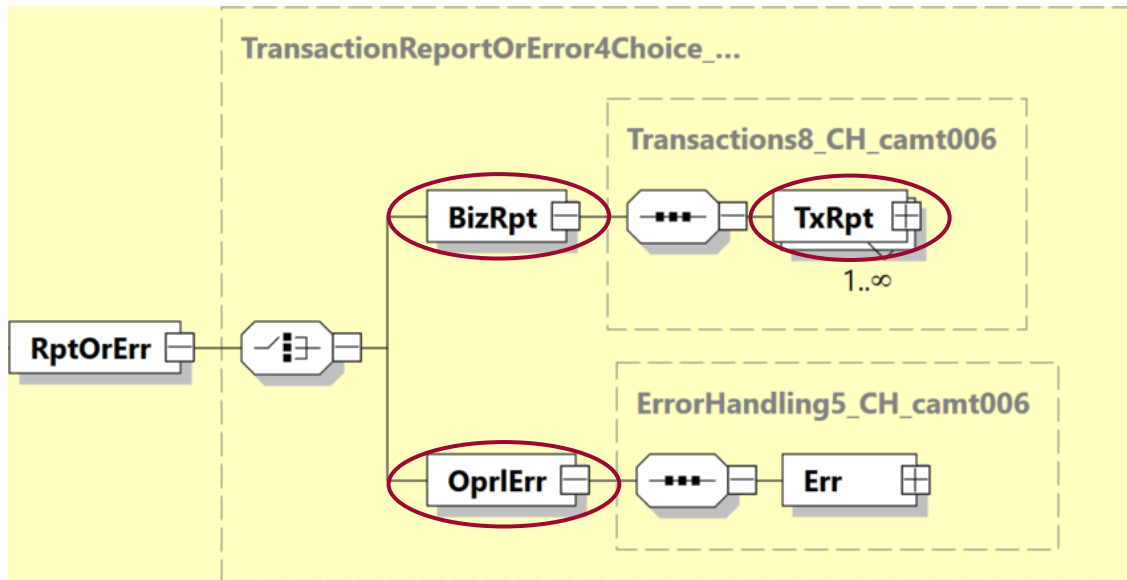 TransactionReportOrError4Choice_...
Transactions8_CH_camt006
BizRpt
TxRpt
1..∞
RptOrErr
ErrorHandling5_CH_camt006
OprlErr
Err